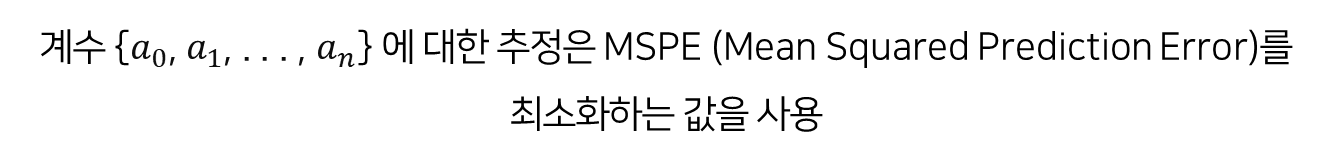 계수 {𝑎₀, 𝑎₁, . . . , 𝑎ₙ} 에 대한 추정은 MSPE (Mean Squared Prediction Error)를
최소화하는 값을 사용